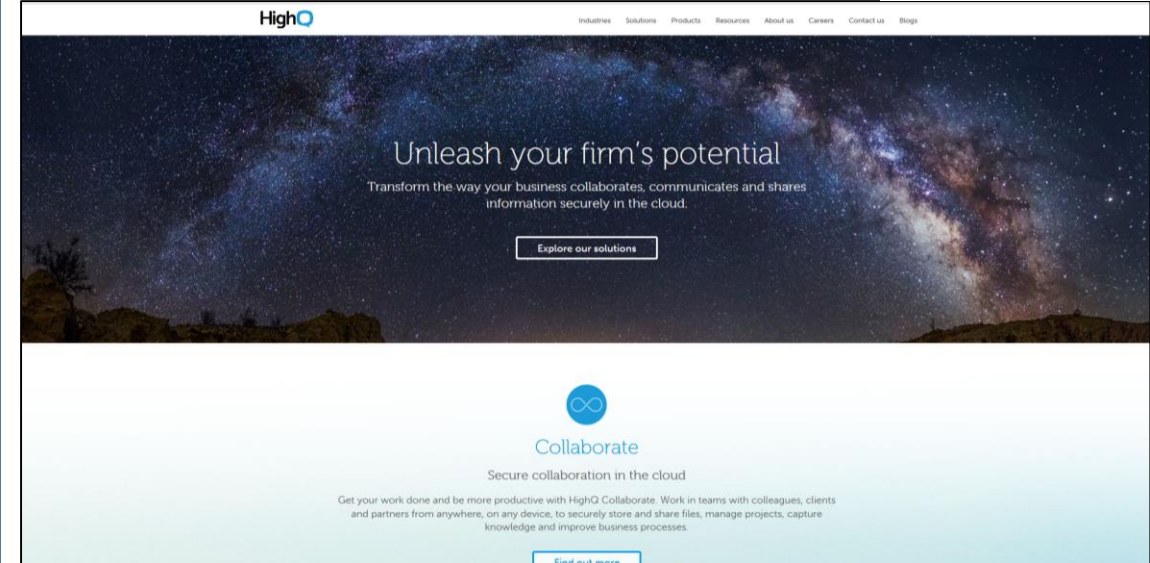 HighQ
Industries Solutions Products Resources About us Careers Contact us Blogs
Unleash your firm's potential
Transform the way your business collaborates, communicates and shares
information securely in the cloud.
Explore our solutions
Collaborate
Secure collaboration in the cloud
Get your work done and be more productive with HighQ Collaborate. Work in teams with colleagues, clients
and partners from anywhere, on any device, to securely store and share files, manage projects, capture
knowledge and improve business processes.
Find out more